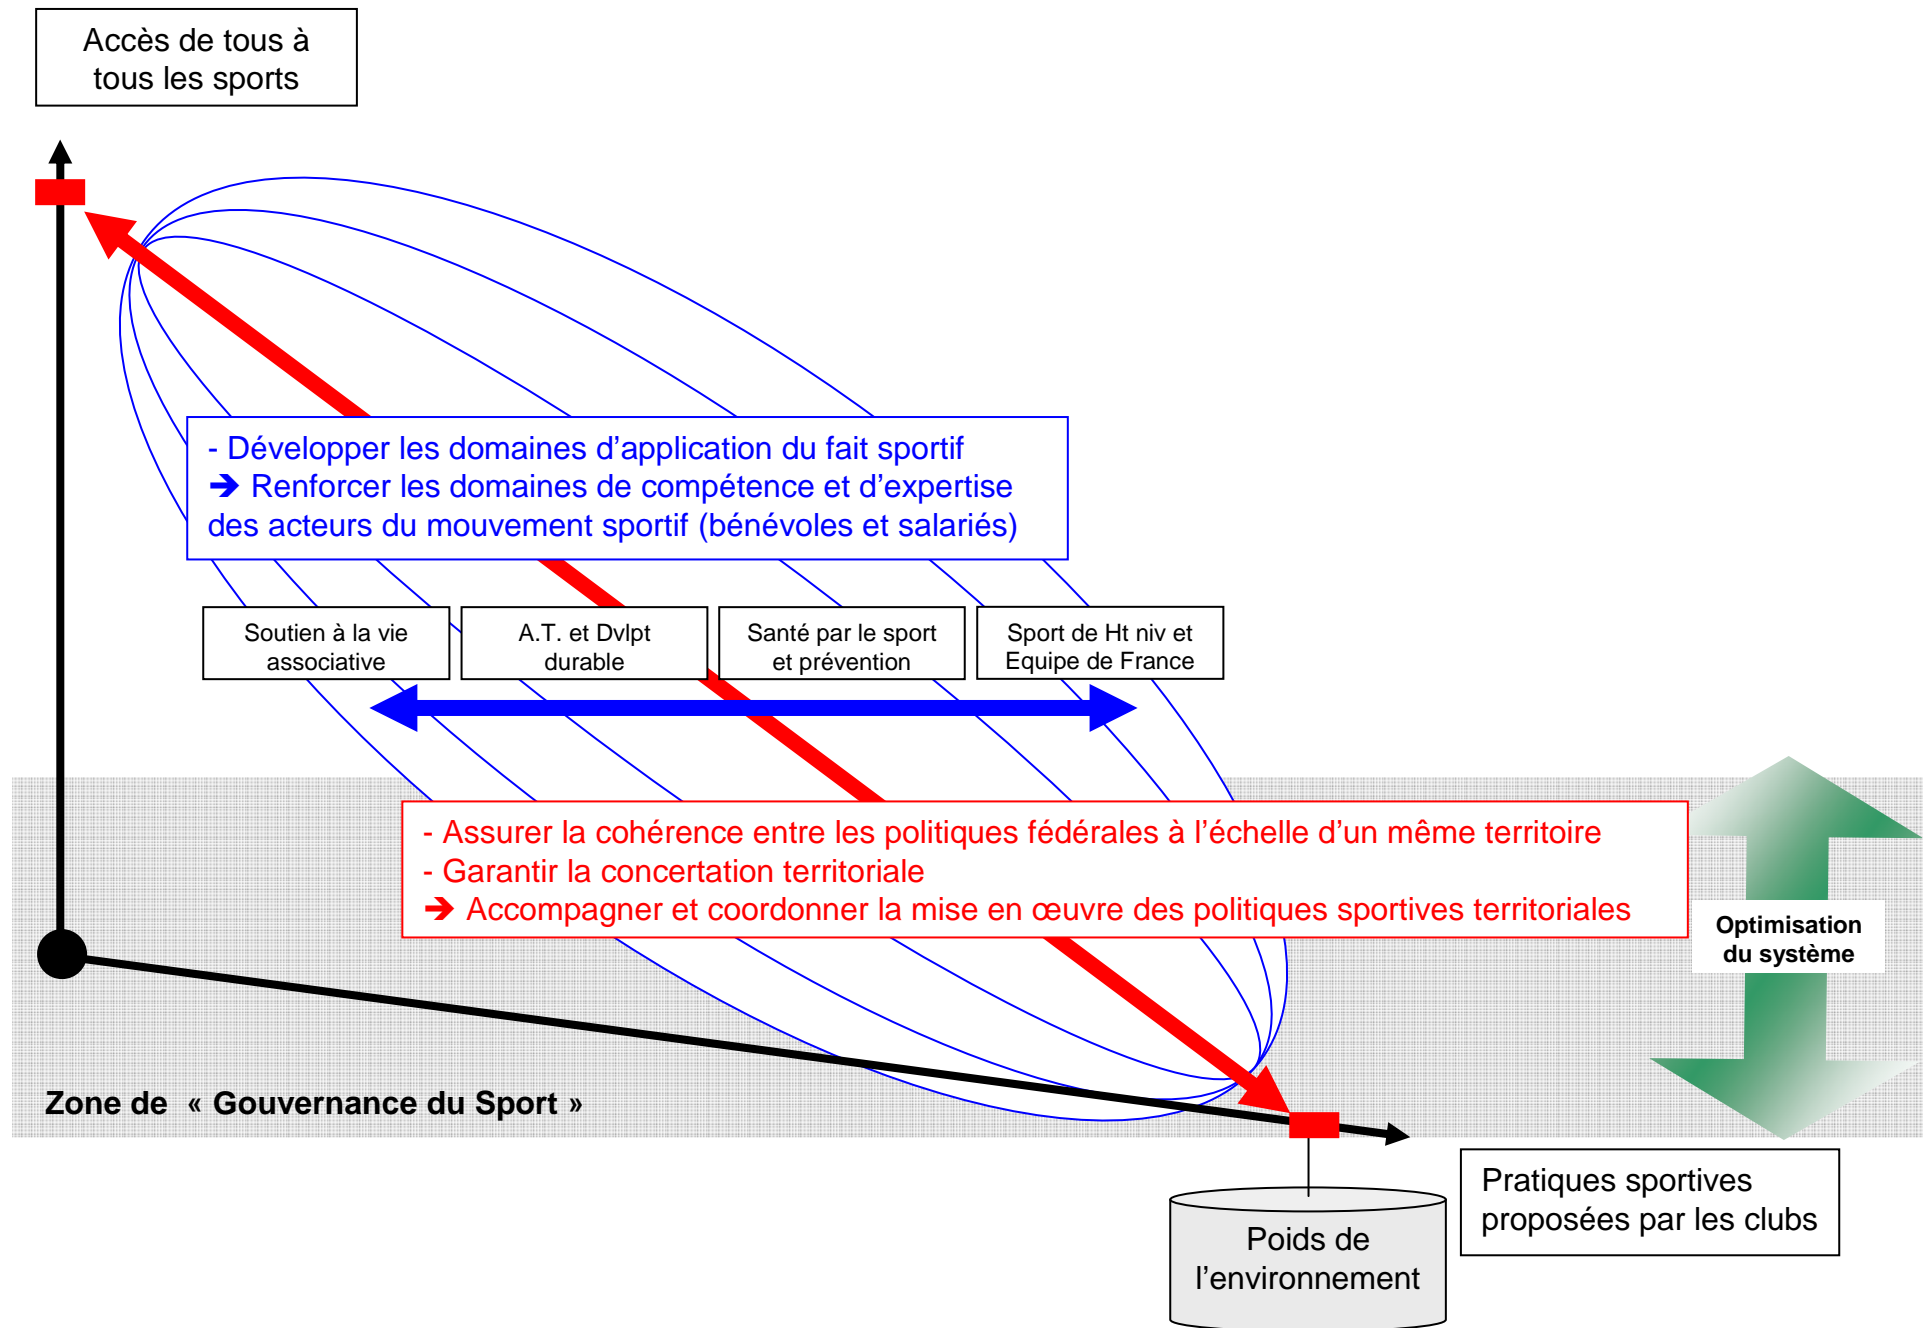 Accès de tous à
tous les sports
- Développer les domaines d’application du fait sportif
➔ Renforcer les domaines de compétence et d’expertise
des acteurs du mouvement sportif (bénévoles et salariés)
Soutien à la vie
associative
A.T. et Dvlpt
durable
Santé par le sport
et prévention
Sport de Ht niv et
Equipe de France
- Assurer la cohérence entre les politiques fédérales à l’échelle d’un même territoire
- Garantir la concertation territoriale
➔ Accompagner et coordonner la mise en œuvre des politiques sportives territoriales
Optimisation
du système
Zone de « Gouvernance du Sport »
Pratiques sportives
proposées par les clubs
Poids de
l’environnement